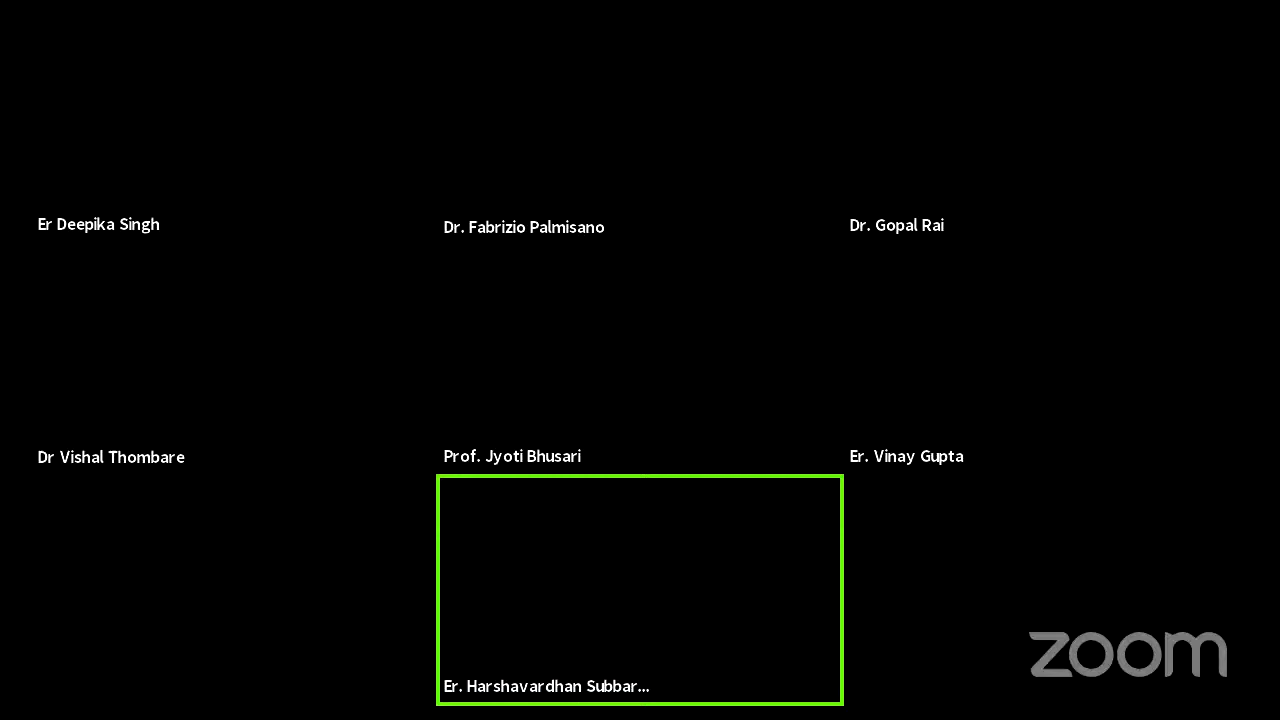 Er Deepika Singh
Dr. Fabrizio Palmisano
Dr. Gopal Rai
Dr Vishal Thombare
Prof. Jyoti Bhusari
Er. Vinay Gupta
Er. Harshavardhan Subbar...
zoom